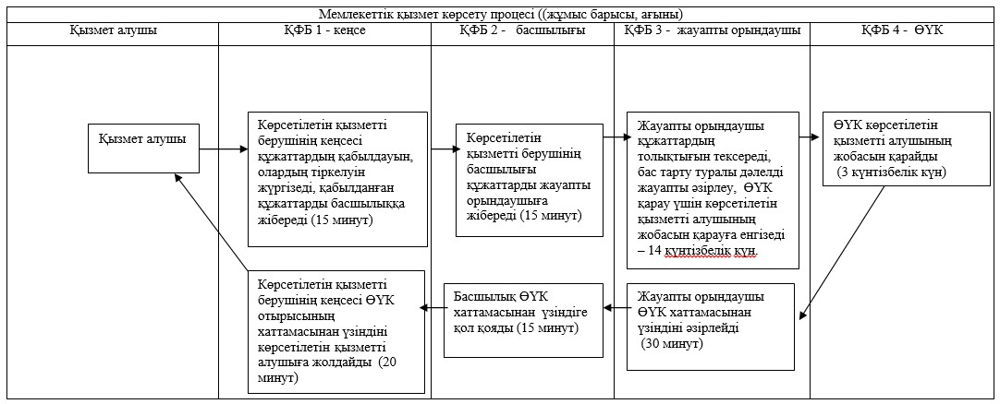 Мемлекеттік қызмет көрсету процесі ((жұмыс барысы, ағыны)
Қызмет алушы
ҚФБ 1 - кеңсе
ҚФБ 2 - басшылығы
ҚФБ 3 - жауапты орындаушы
ҚФБ 4 - ӨҮК
Қызмет алушы
Көрсетілетін қызметті
берушінің кеңсесі
құжаттардың қабылдауын,
олардың тіркелуін
жүргізеді, қабылданған
құжаттарды басшылыққа
жібереді (15 минут)
Көрсетілетін
қызметті берушінің
басшылығы
құжаттарды жауапты
орындаушыға
жібереді (15 минут)
Жауапты орындаушы
құжаттардың
толықтығын тексереді,
бас тарту туралы дәлелді
жауапты әзірлеу, ӨҮК
қарау үшін көрсетілетін
қызметті алушының
жобасын қарауға енгізеді
– 14 күнтізбелік күн.
ӨҮК көрсетілетін
қызметті алушының
жобасын қарайды
(3 күнтізбелік күн)
Көрсетілетін қызметті
берушінің кеңсесі ӨҮК
отырысының
хаттамасынан үзіндіні
көрсетілетін қызметті
алушыға жолдайды (20
минут)
Басшылық ӨҮК
хаттамасынан үзіндіге
қол қояды (15 минут)
Жауапты орындаушы
ӨҮК хаттамасынан
үзіндіні әзірлейді
(30 минут)